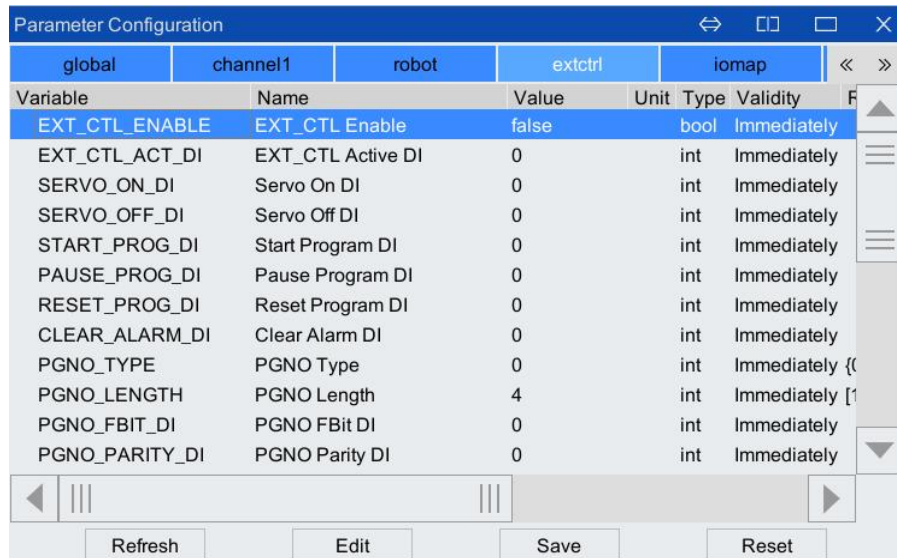 Parameter Configuration
global channel1 robot extctrl iomap
Variable Name Value Unit Type Validity
EXT_CTL_ENABLE EXT_CTL Enable false bool Immediately
EXT_CTL_ACT_DI EXT_CTL Active DI 0 int Immediately
SERVO_ON_DI Servo On DI 0 int Immediately
SERVO_OFF_DI Servo Off DI 0 int Immediately
START_PROG_DI Start Program DI 0 int Immediately
PAUSE_PROG_DI Pause Program DI 0 int Immediately
RESET_PROG_DI Reset Program DI 0 int Immediately
CLEAR_ALARM_DI Clear Alarm DI 0 int Immediately
PGNO_TYPE PGNO Type 0 int Immediately
PGNO_LENGTH PGNO Length 4 int Immediately
PGNO_FBIT_DI PGNO FBit DI 0 int Immediately
PGNO_PARITY_DI PGNO Parity DI 0 int Immediately
Refresh Edit Save Reset